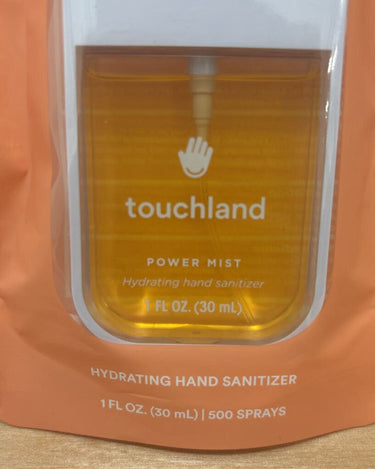 touchland
POWER MIST
Hydrating hand sanitizer
1 FL OZ. (30 mL)
HYDRATING HAND SANITIZER
1 FL OZ. (30 mL) | 500 SPRAYS